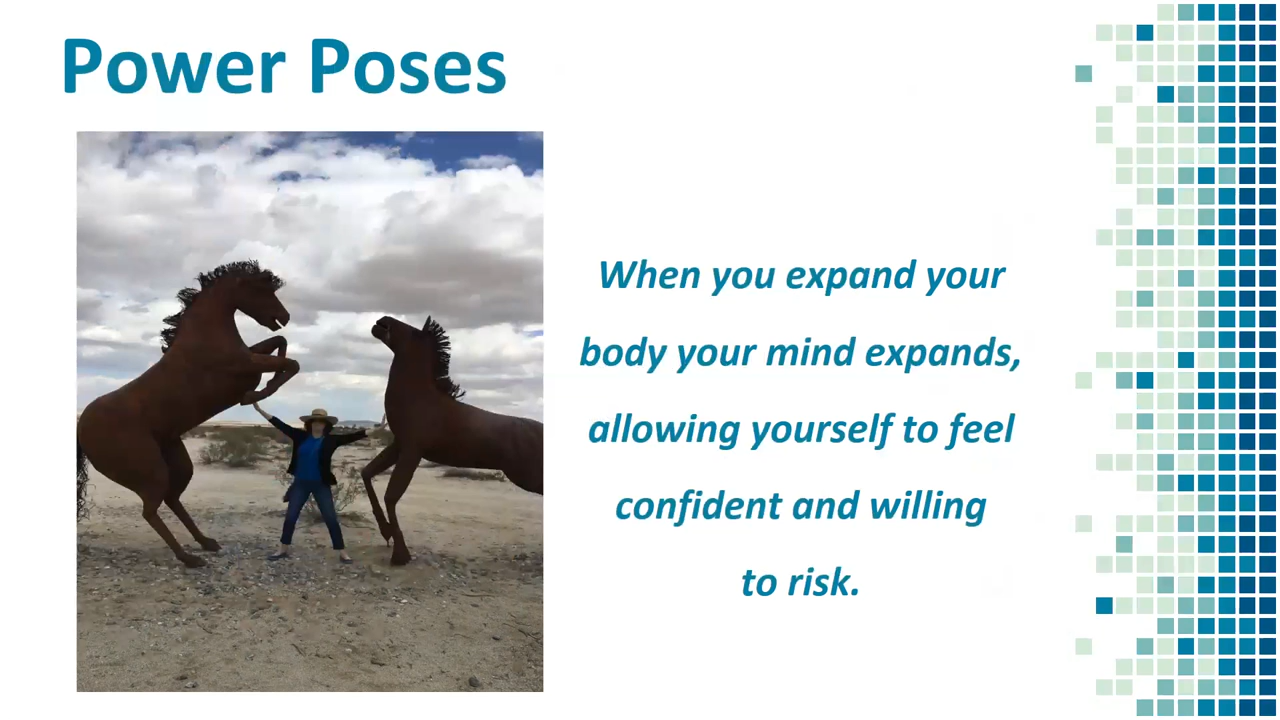 Power Poses
When you expand your
body your mind expands,
allowing yourself to feel
confident and willing
to risk.